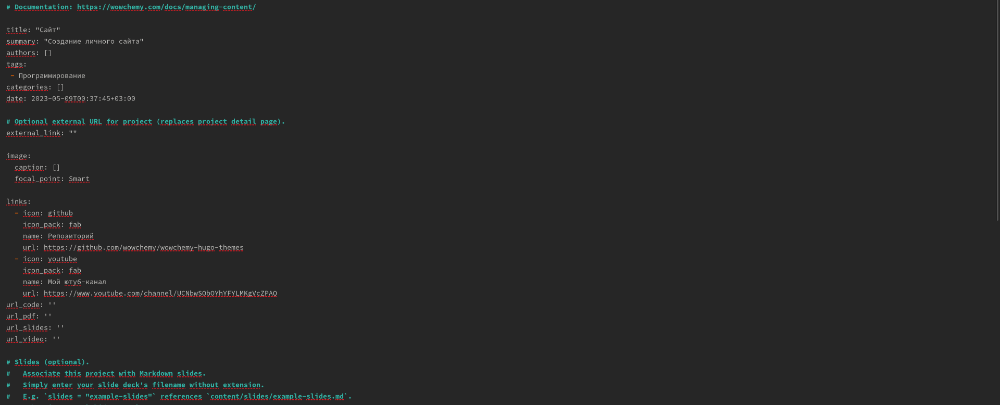 # Documentation: https://wowchemy.com/docs/managing-content/
title: "Сайт"
summary: "Создание личного сайта"
authors: []
tags:
- Программирование
categories: []
date: 2023-05-09T00:37:45+03:00
# Optional external URL for project (replaces project detail page).
external_link: ""
image:
caption: []
focal_point: Smart
links:
- icon: github
icon_pack: fab
name: Репозиторий
url: https://github.com/wowchemy/wowchemy-hugo-themes
- icon: youtube
icon_pack: fab
name: Мой ютуб-канал
url: https://www.youtube.com/channel/UCNbwSObOYhYFYLMKgVcZPAQ
url_code: ''
url_pdf: ''
url_slides: ''
url_video: ''
# Slides (optional).
#   Associate this project with Markdown slides.
#   Simply enter your slide deck's filename without extension.
#   E.g. `slides = "example-slides"` references `content/slides/example-slides.md`.